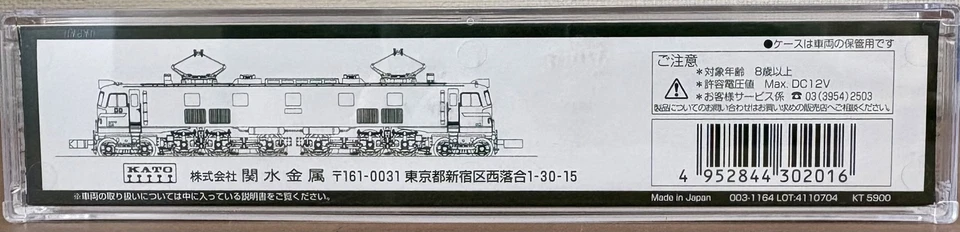 ●ケースは車両の保管用です
ご注意
*対象年齢 8歳以上
*許容電圧値 Max. DC12V
*お客様サービス係 ☎ 03(3954)2503
製品についてのお問い合わせはお買い求めの販売店へご相談ください。
KATO
株式会社 関水金属 〒161-0031 東京都新宿区西落合1-30-15
※車両の取り扱いについては中に入っている説明書をご覧ください。
4 952844 302016
Made in Japan 003-1164 LOT:4110704 KT 5900